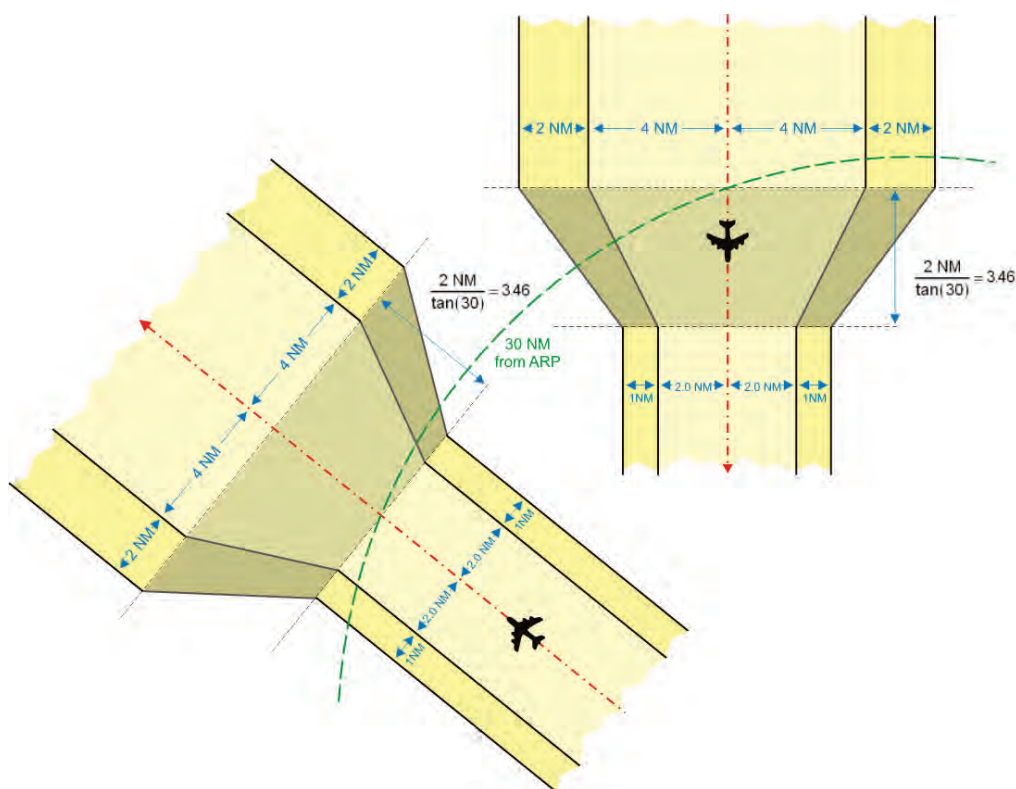 2 NM 4 NM 4 NM 2 NM
2 NM
tan(30) =3.46
1NM 2.0 NM 2.0 NM 1NM
2 NM
4 NM
4 NM
2 NM
2 NM
tan(30) =3.46
30 NM
from ARP
1NM
2.0 NM
2.0 NM
1NM